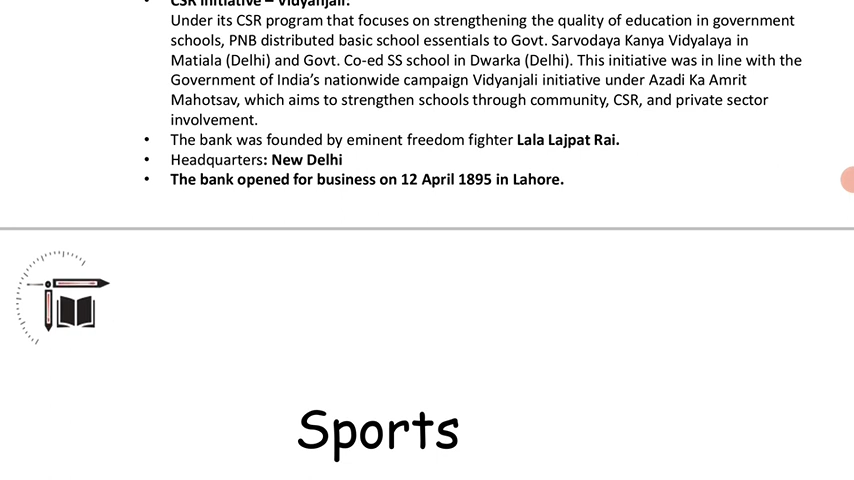 • CSR Initiative – Vidyanjali:
Under its CSR program that focuses on strengthening the quality of education in government
schools, PNB distributed basic school essentials to Govt. Sarvodaya Kanya Vidyalaya in
Matiala (Delhi) and Govt. Co-ed SS school in Dwarka (Delhi). This initiative was in line with the
Government of India’s nationwide campaign Vidyanjali initiative under Azadi Ka Amrit
Mahotsav, which aims to strengthen schools through community, CSR, and private sector
involvement.
• The bank was founded by eminent freedom fighter Lala Lajpat Rai.
• Headquarters: New Delhi
• The bank opened for business on 12 April 1895 in Lahore.
Sports